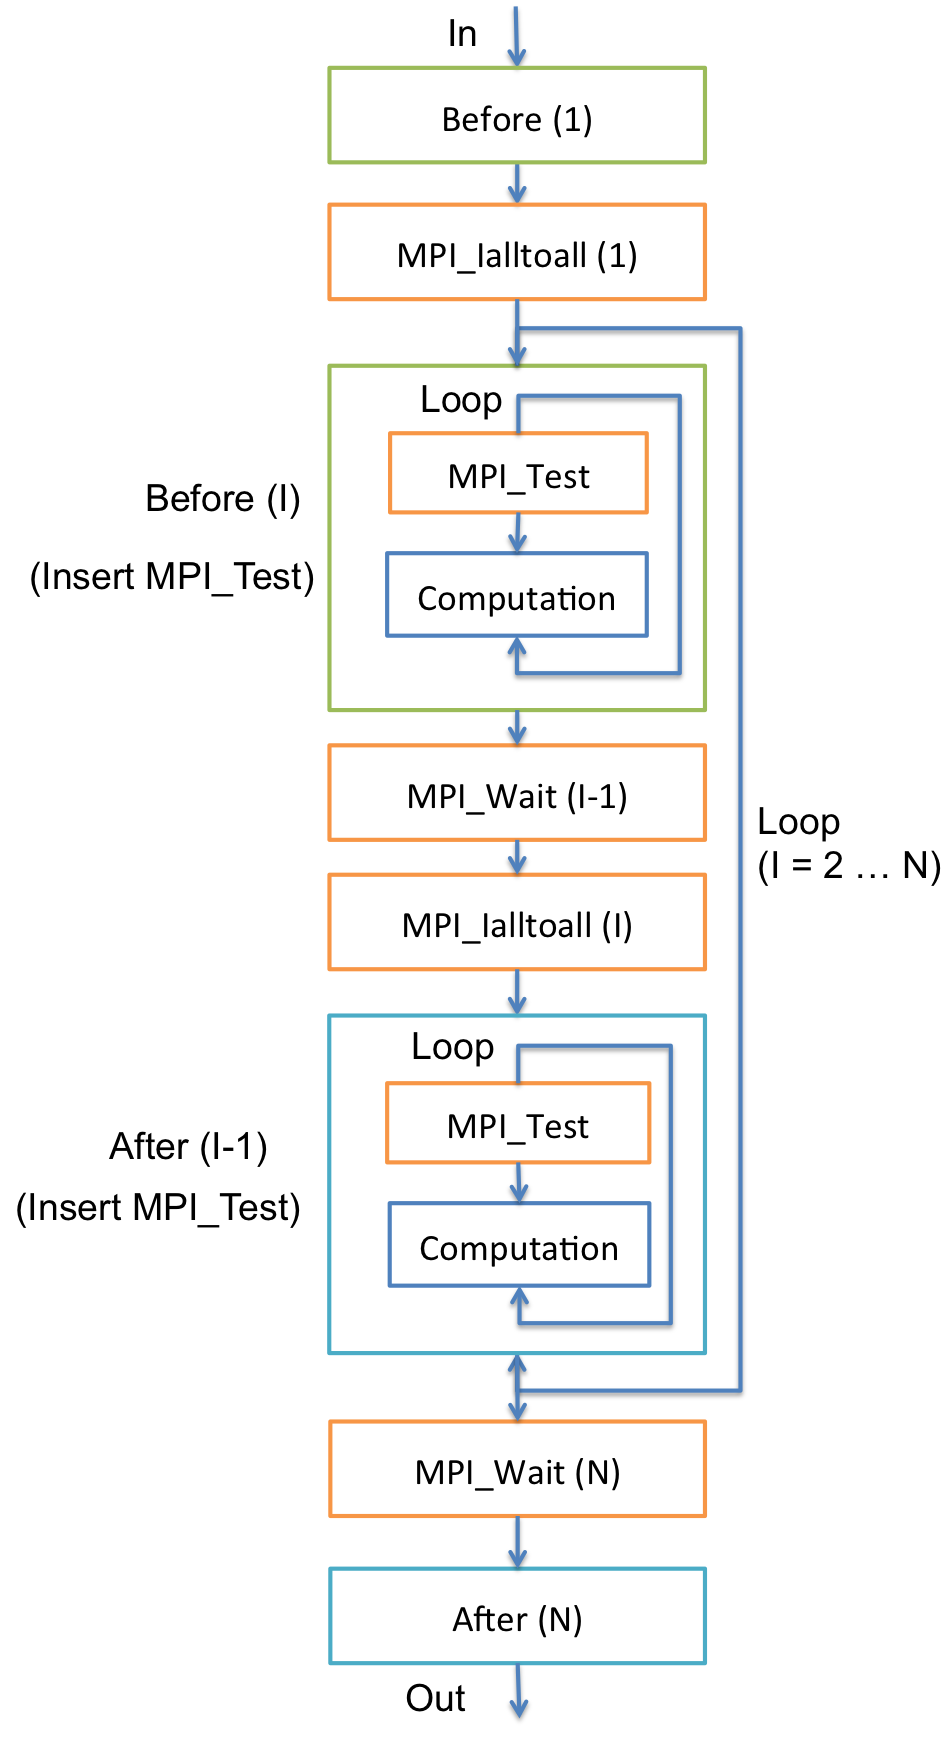 In
Before (1)
MPI_Ialltoall (1)
Loop
MPI_Test
Before (I)
(Insert MPI_Test)
Computation
MPI_Wait (I-1)
Loop
(I = 2 … N)
MPI_Ialltoall (I)
Loop
MPI_Test
After (I-1)
(Insert MPI_Test)
Computation
MPI_Wait (N)
After (N)
Out